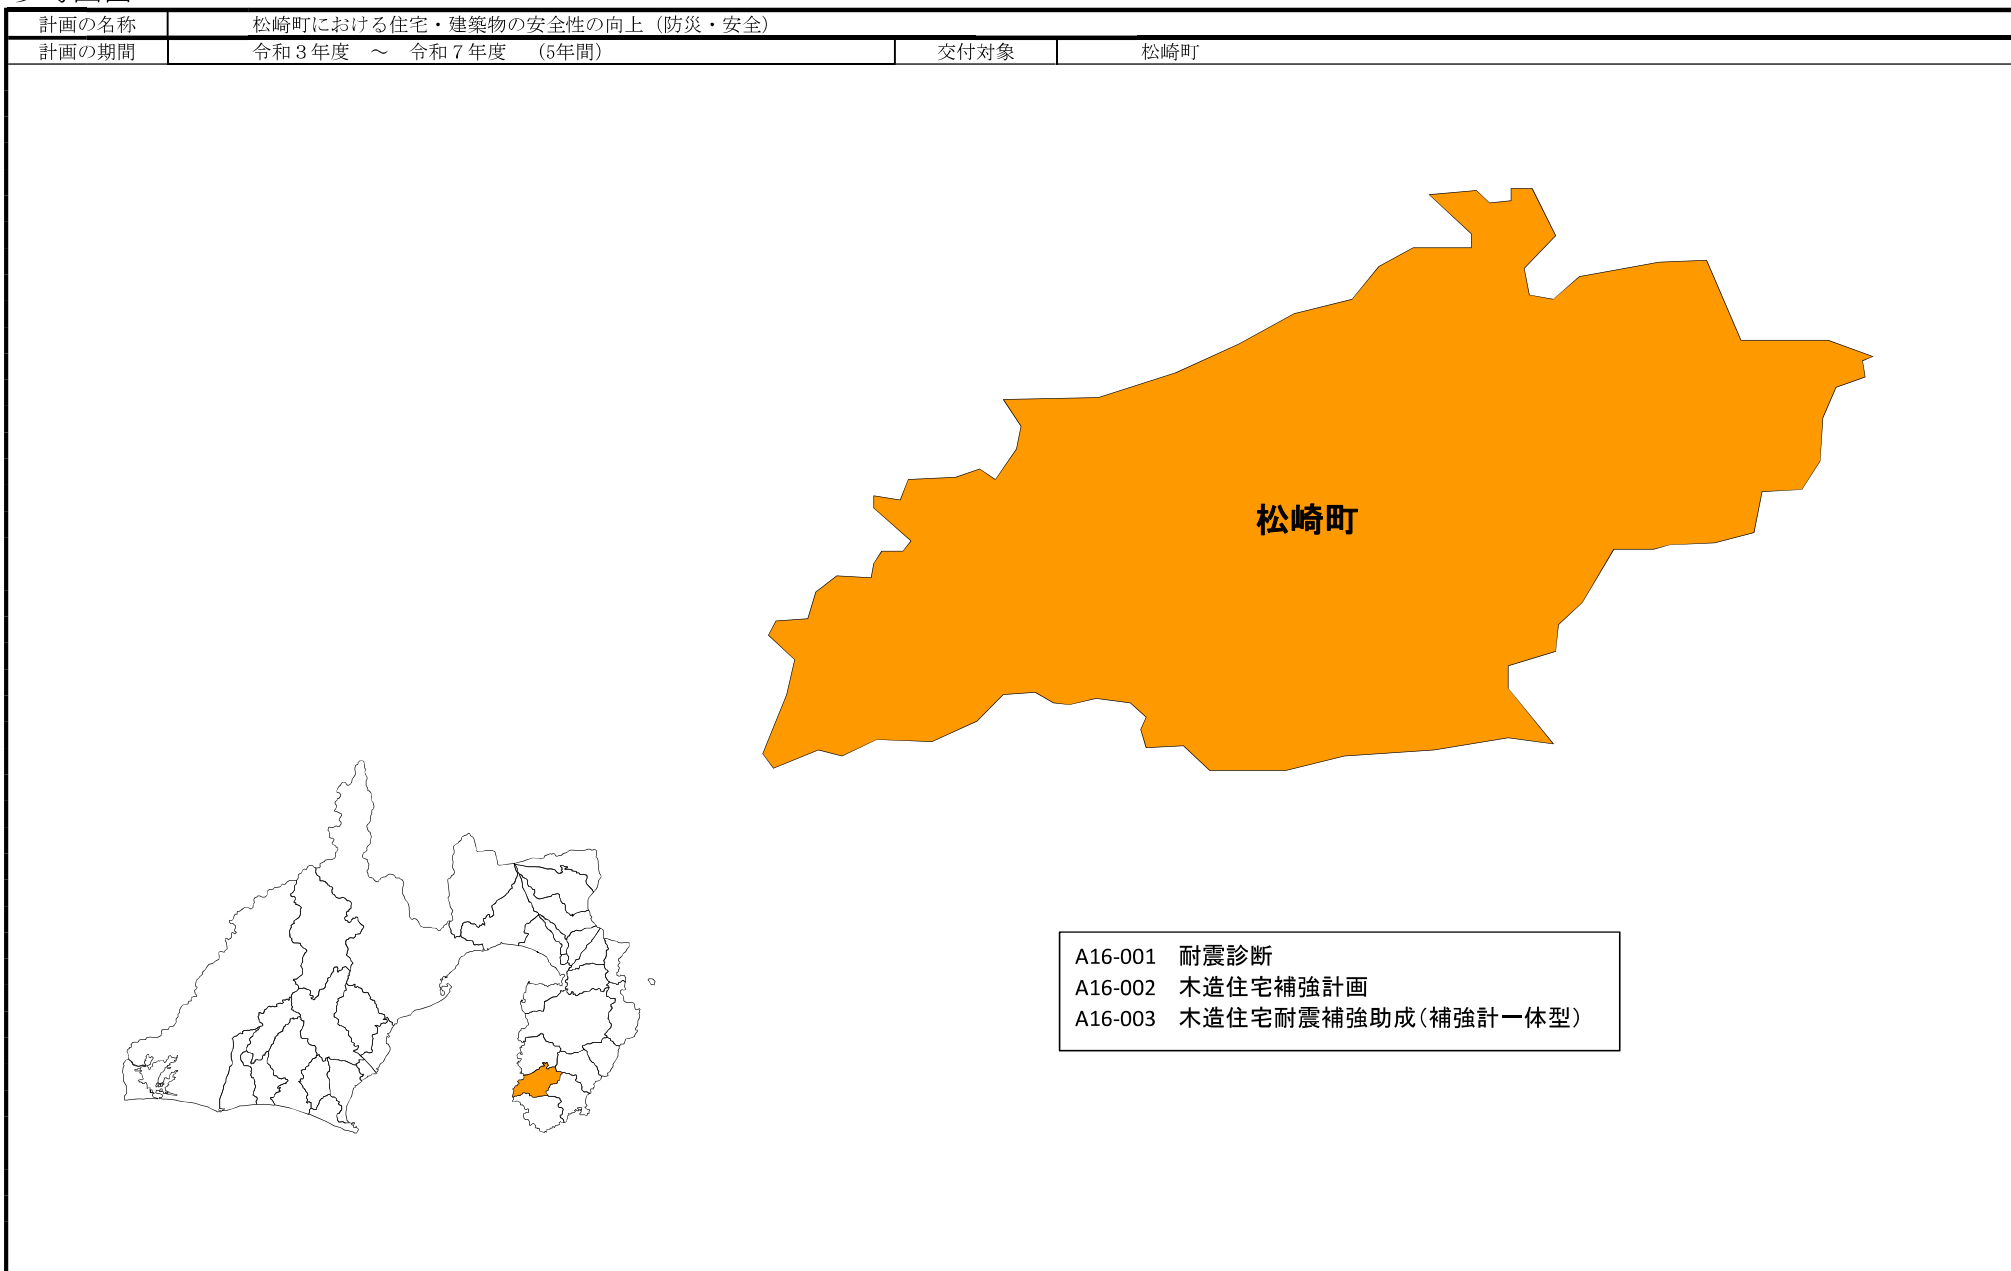 計画の名称 松崎町における住宅・建築物の安全性の向上（防災・安全）
計画の期間 令和３年度 ～ 令和７年度 （5年間） 交付対象 松崎町
松崎町
A16-001 耐震診断
A16-002 木造住宅補強計画
A16-003 木造住宅耐震補強助成（補強計一体型）